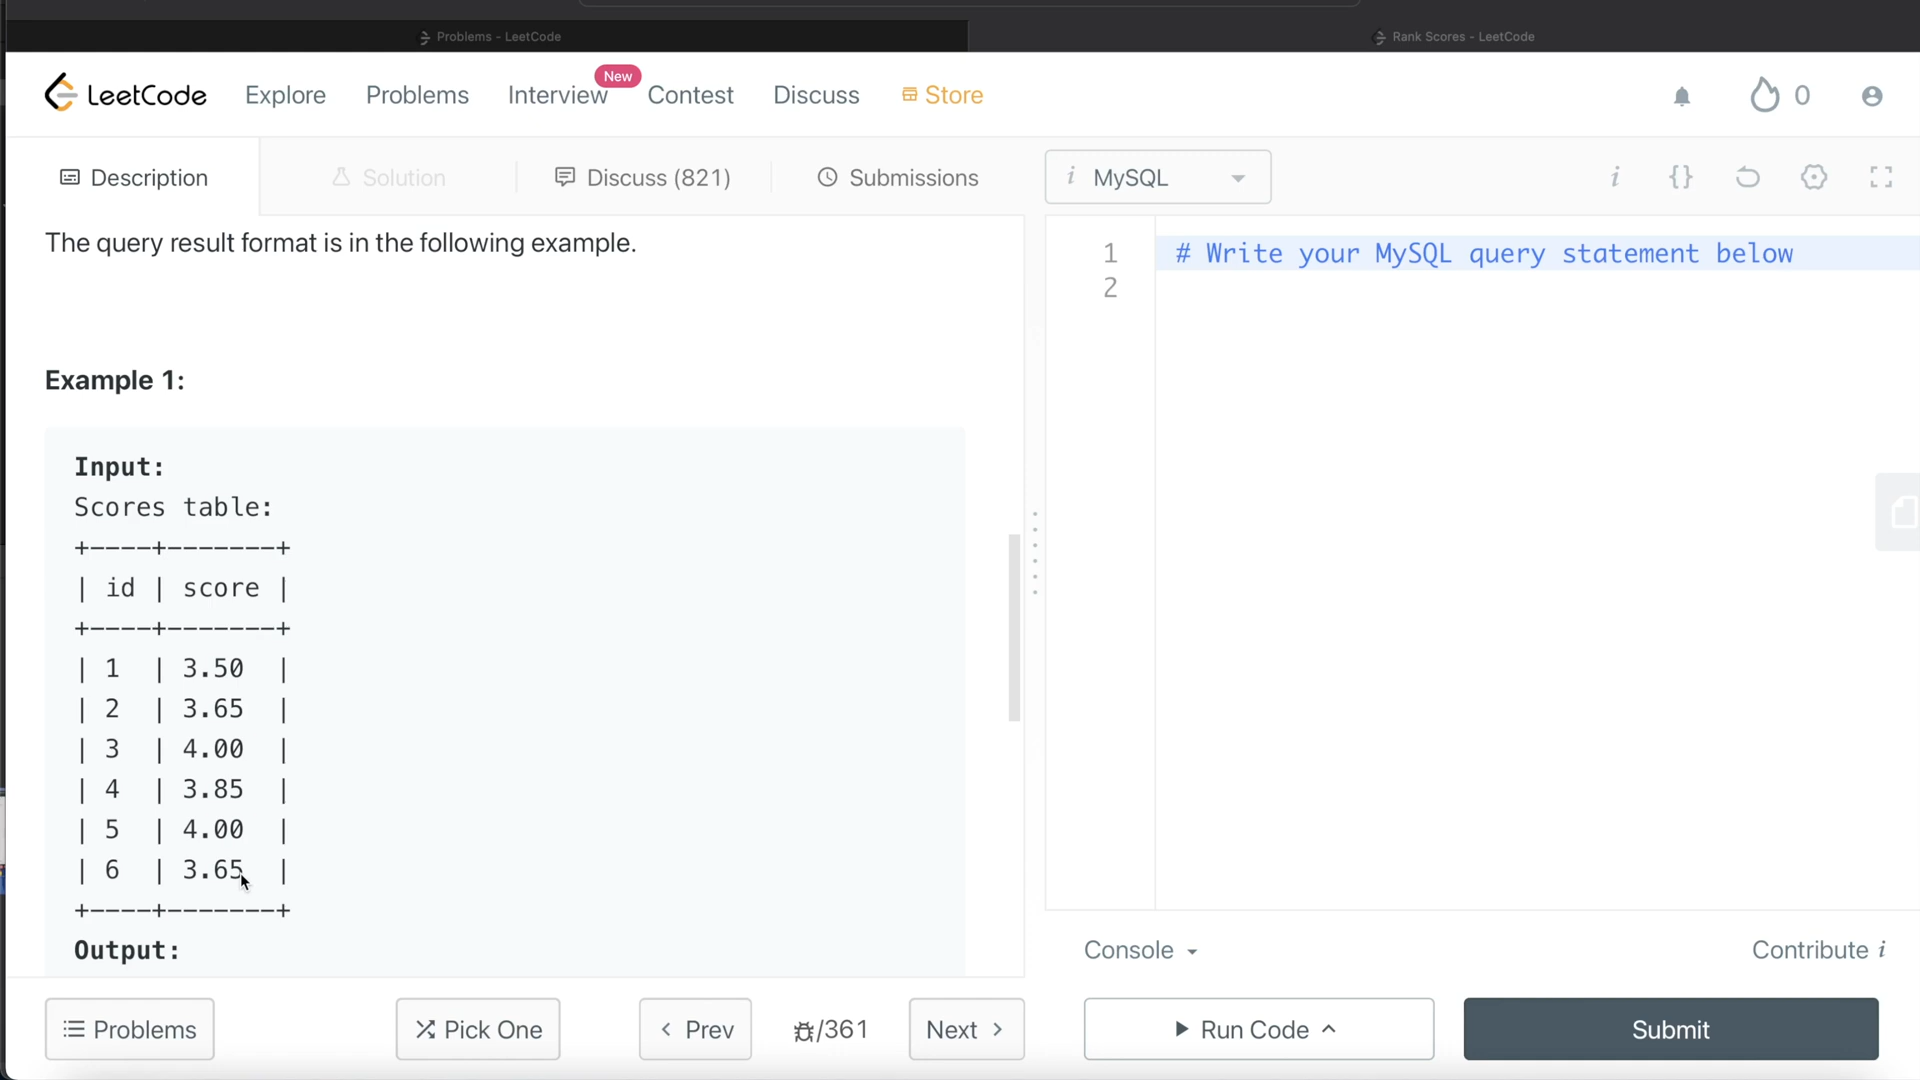 Problems - LeetCode
Rank Scores - LeetCode
LeetCode Explore Problems Interview New Contest Discuss Store 0
Description Solution Discuss (821) Submissions
i MySQL i {}
The query result format is in the following example.
Example 1:
Input:
Scores table:
+----+-------+
| id | score |
+----+-------+
| 1 | 3.50 |
| 2 | 3.65 |
| 3 | 4.00 |
| 4 | 3.85 |
| 5 | 4.00 |
| 6 | 3.65 |
+----+-------+
Output:
1 # Write your MySQL query statement below
2
Console Contribute i
Problems Pick One Prev /361 Next Run Code Submit